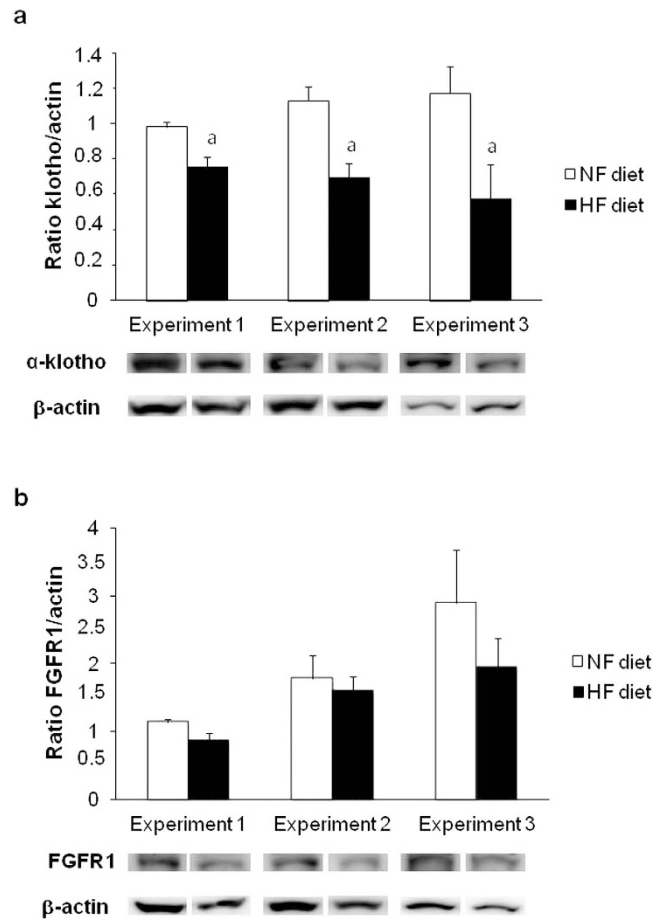 a
Ratio klotho/actin
1.4
1.2
1
0.8
0.6
0.4
0.2
0
a
a
a
NF diet
HF diet
Experiment 1
Experiment 2
Experiment 3
α-klotho
β-actin
b
Ratio FGFR1/actin
4
3.5
3
2.5
2
1.5
1
0.5
0
NF diet
HF diet
Experiment 1
Experiment 2
Experiment 3
FGFR1
β-actin